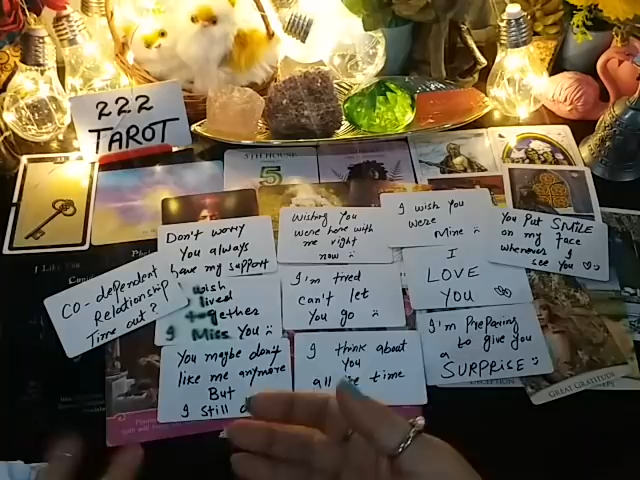 222
TAROT
5TH HOUSE
5
Don't worry
You always
have my support
Wishing You
were here with
me right
now :)
I wish you
were
Mine :)
You Put SMILE
on my face
whenever I
see You
CO-dependent
Relationship
Time out?
I wish
lived
together
I Miss You :)
I'm tired
can't let
You go :)
I
LOVE
YOU
You maybe don't
like me anymore
But
I still
I think about
You
all the time
I'm Preparing
to give you
a
SURPRISE :)
I Like You
DECEPTION
GREAT GRATITUDE